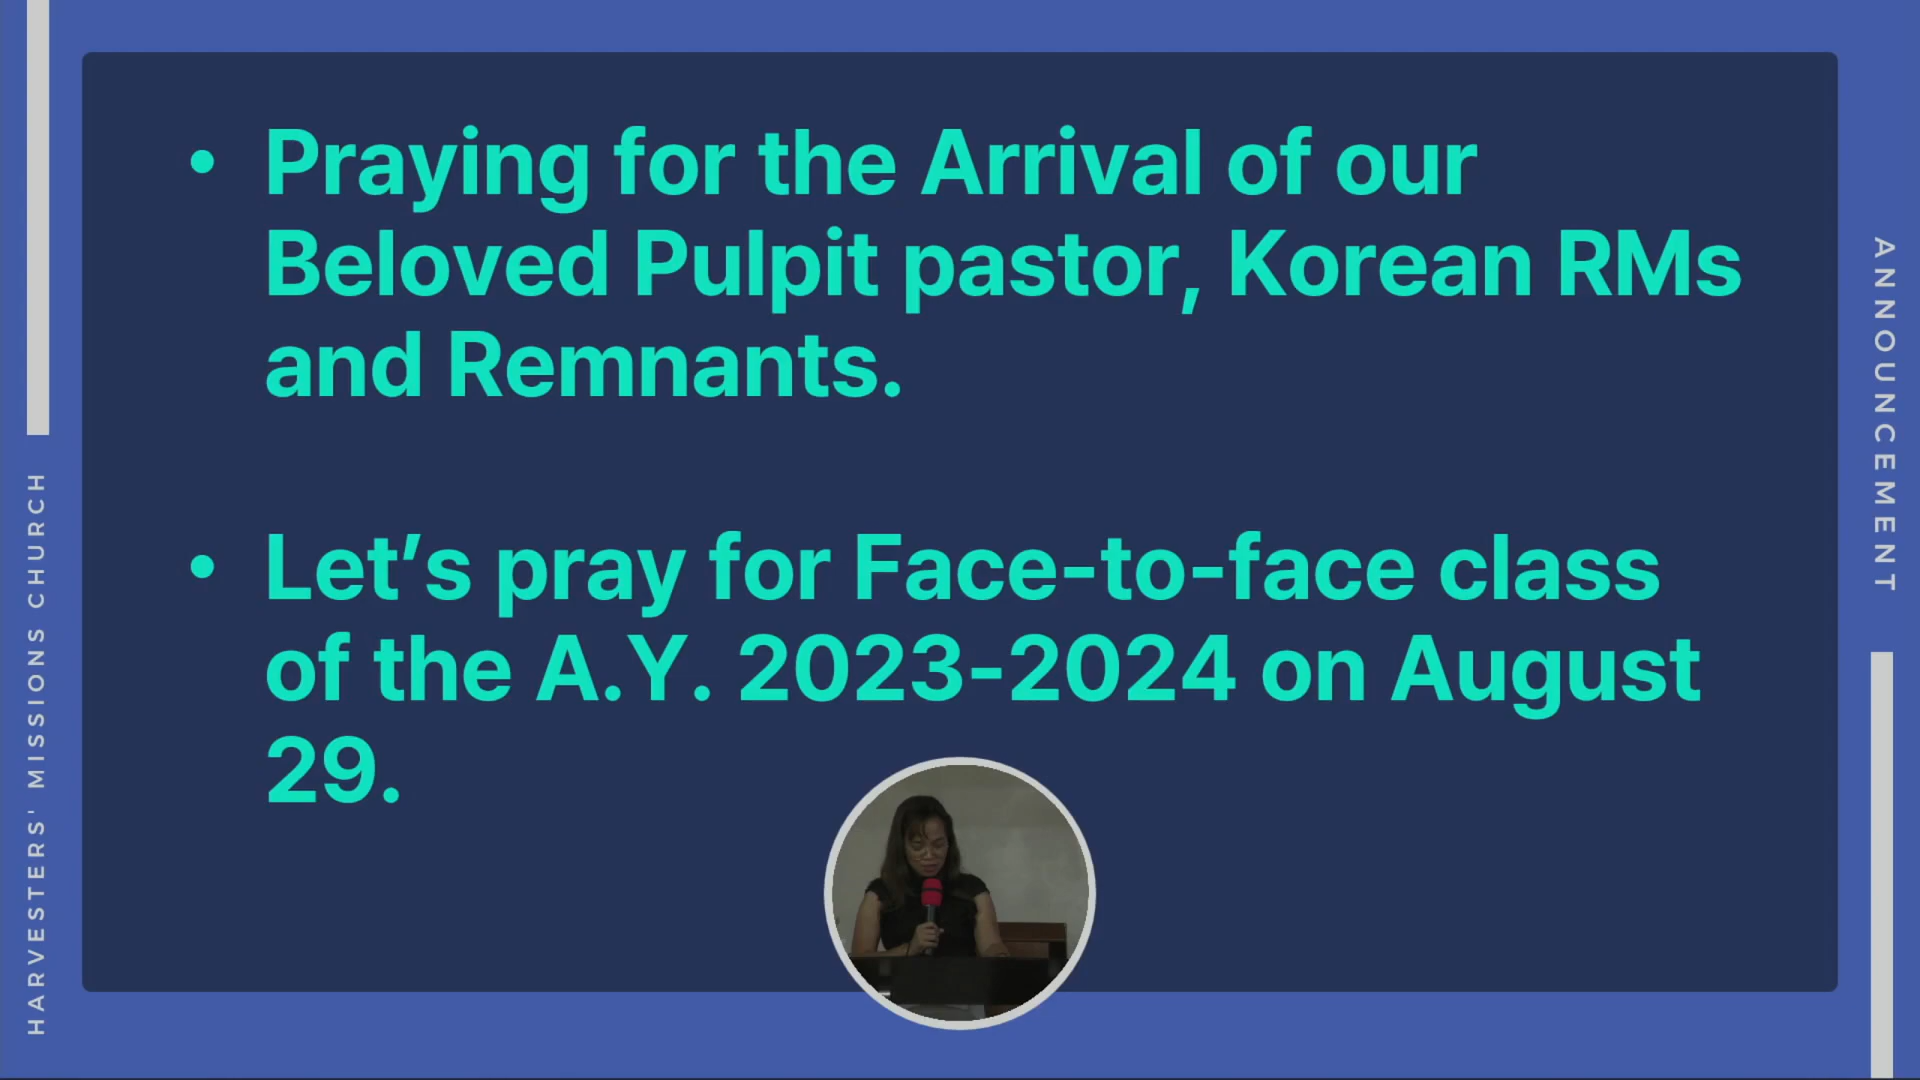 • Praying for the Arrival of our
Beloved Pulpit pastor, Korean RMs
and Remnants.
• Let’s pray for Face-to-face class
of the A.Y. 2023-2024 on August
29.
HARVESTERS' MISSIONS CHURCH
ANNOUNCEMENT